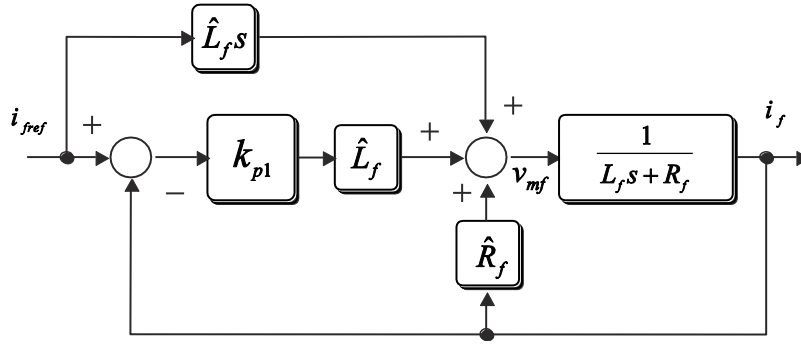 L̂_f s
i_fref
+
−
k_p1
L̂_f
+
+
+
v_mf
1
L_f s + R_f
i_f
R̂_f